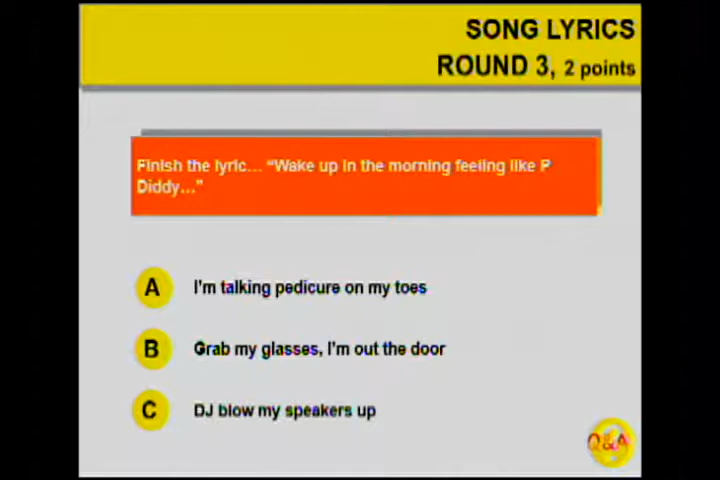 SONG LYRICS
ROUND 3, 2 points
Finish the lyric... “Wake up in the morning feeling like P
Diddy...”
A I'm talking pedicure on my toes
B Grab my glasses, I'm out the door
C DJ blow my speakers up
Q&A